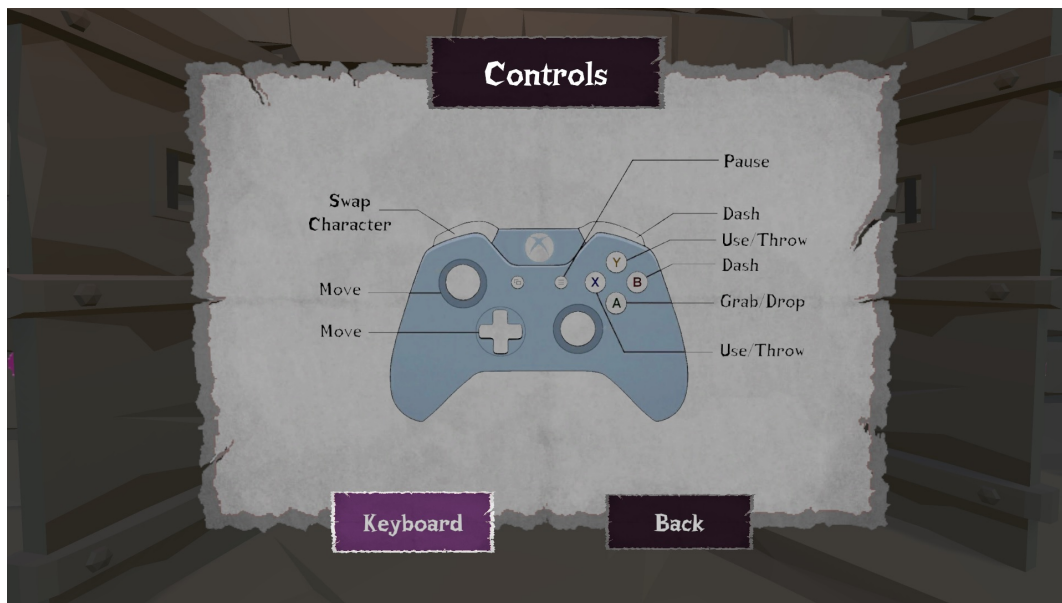 Controls
Pause
Swap
Character
Dash
Use/Throw
Dash
Move
Grab/Drop
Move
Use/Throw
Y
X
B
A
Keyboard
Back